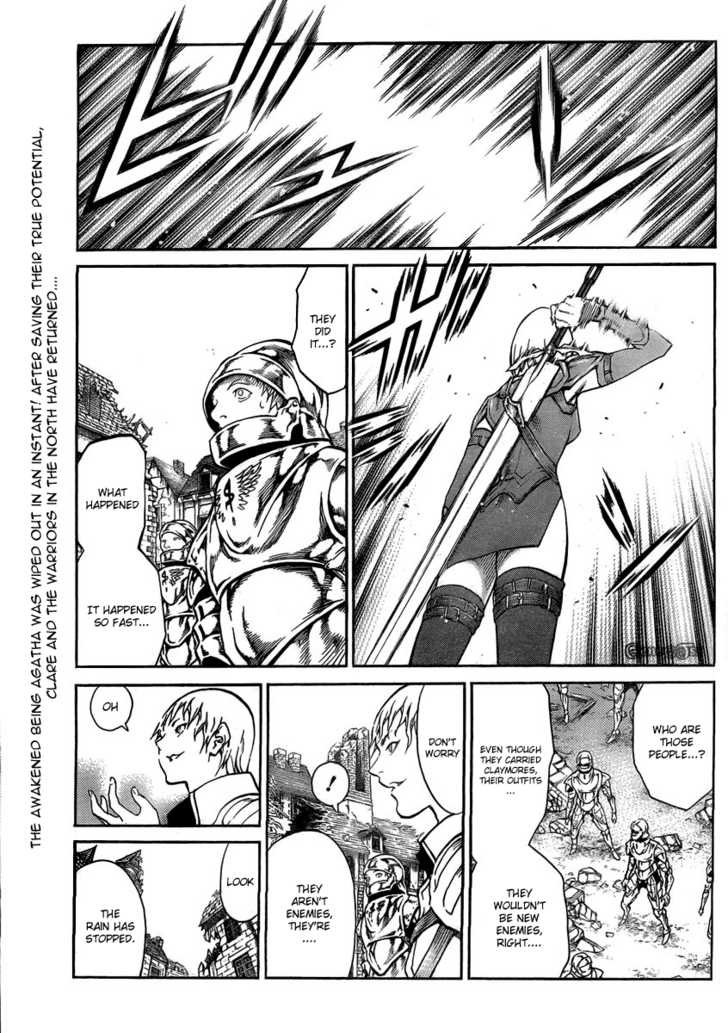 THE AWAKENED BEING AGATHA WAS WIPED OUT IN AN INSTANT! AFTER SAVING THEIR TRUE POTENTIAL,
CLARE AND THE WARRIORS IN THE NORTH HAVE RETURNED....
THEY
DID
IT...?
WHAT
HAPPENED
IT HAPPENED
SO FAST...
WHO ARE
THOSE
PEOPLE...?
EVEN THOUGH
THEY CARRIED
CLAYMORES,
THEIR OUTFITS
...
THEY
WOULDN'T
BE NEW
ENEMIES,
RIGHT....
DON'T
WORRY
!
THEY
AREN'T
ENEMIES,
THEY'RE
....
OH
LOOK
THE
RAIN HAS
STOPPED.